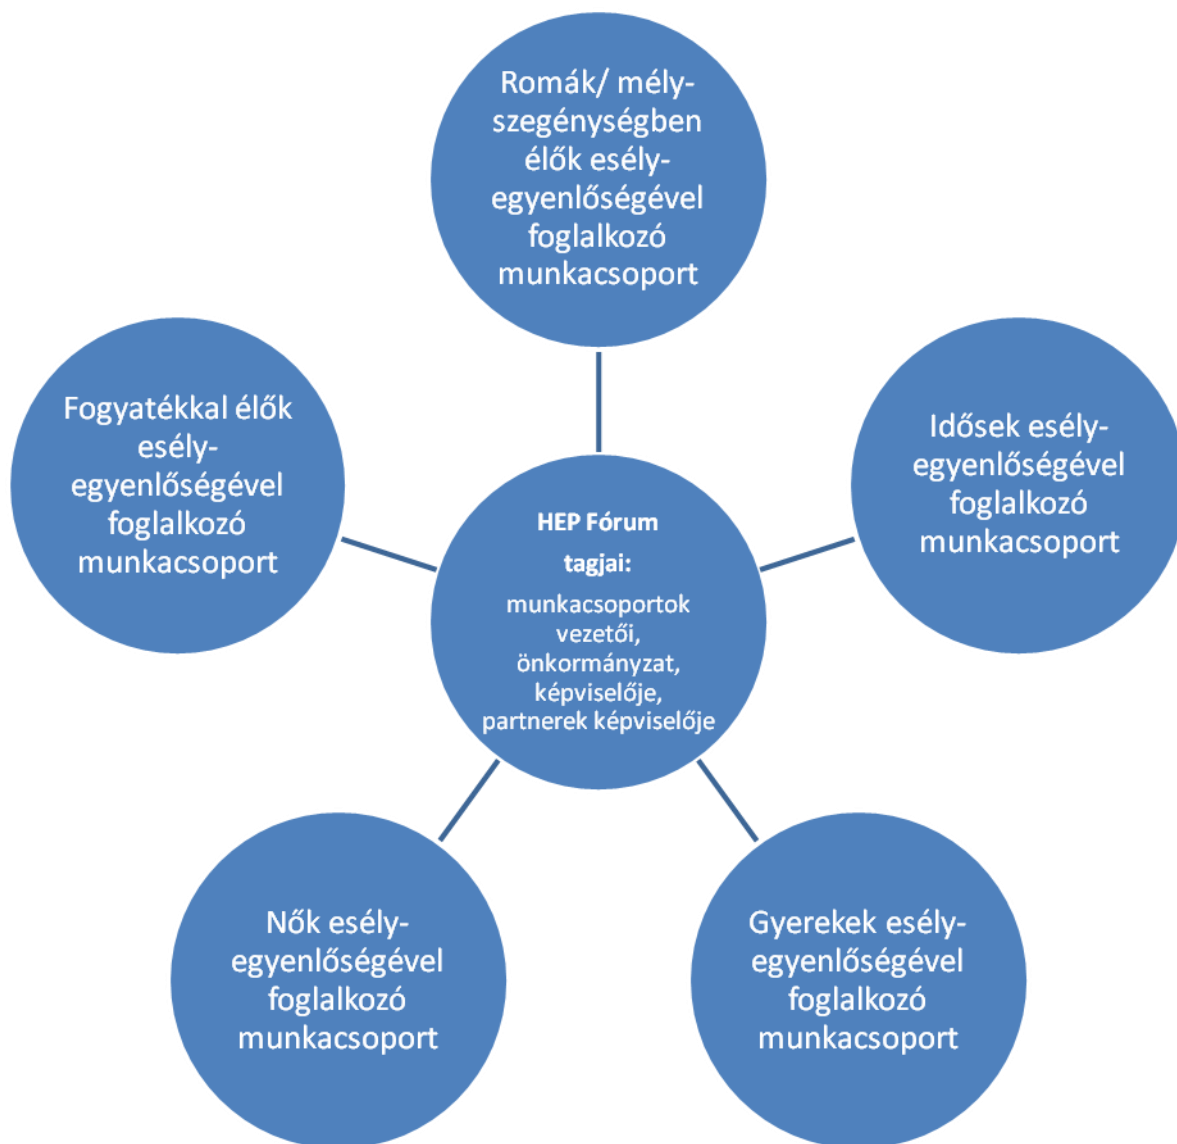 Romák/ mély-
szegénységben
élők esély-
egyenlőségével
foglalkozó
munkacsoport
Fogyatékkal élők
esély-
egyenlőségével
foglalkozó
munkacsoport
Idősek esély-
egyenlőségével
foglalkozó
munkacsoport
HEP Fórum
tagjai:
munkacsoportok
vezetői,
önkormányzat,
képviselője,
partnerek képviselője
Nők esély-
egyenlőségével
foglalkozó
munkacsoport
Gyerekek esély-
egyenlőségével
foglalkozó
munkacsoport